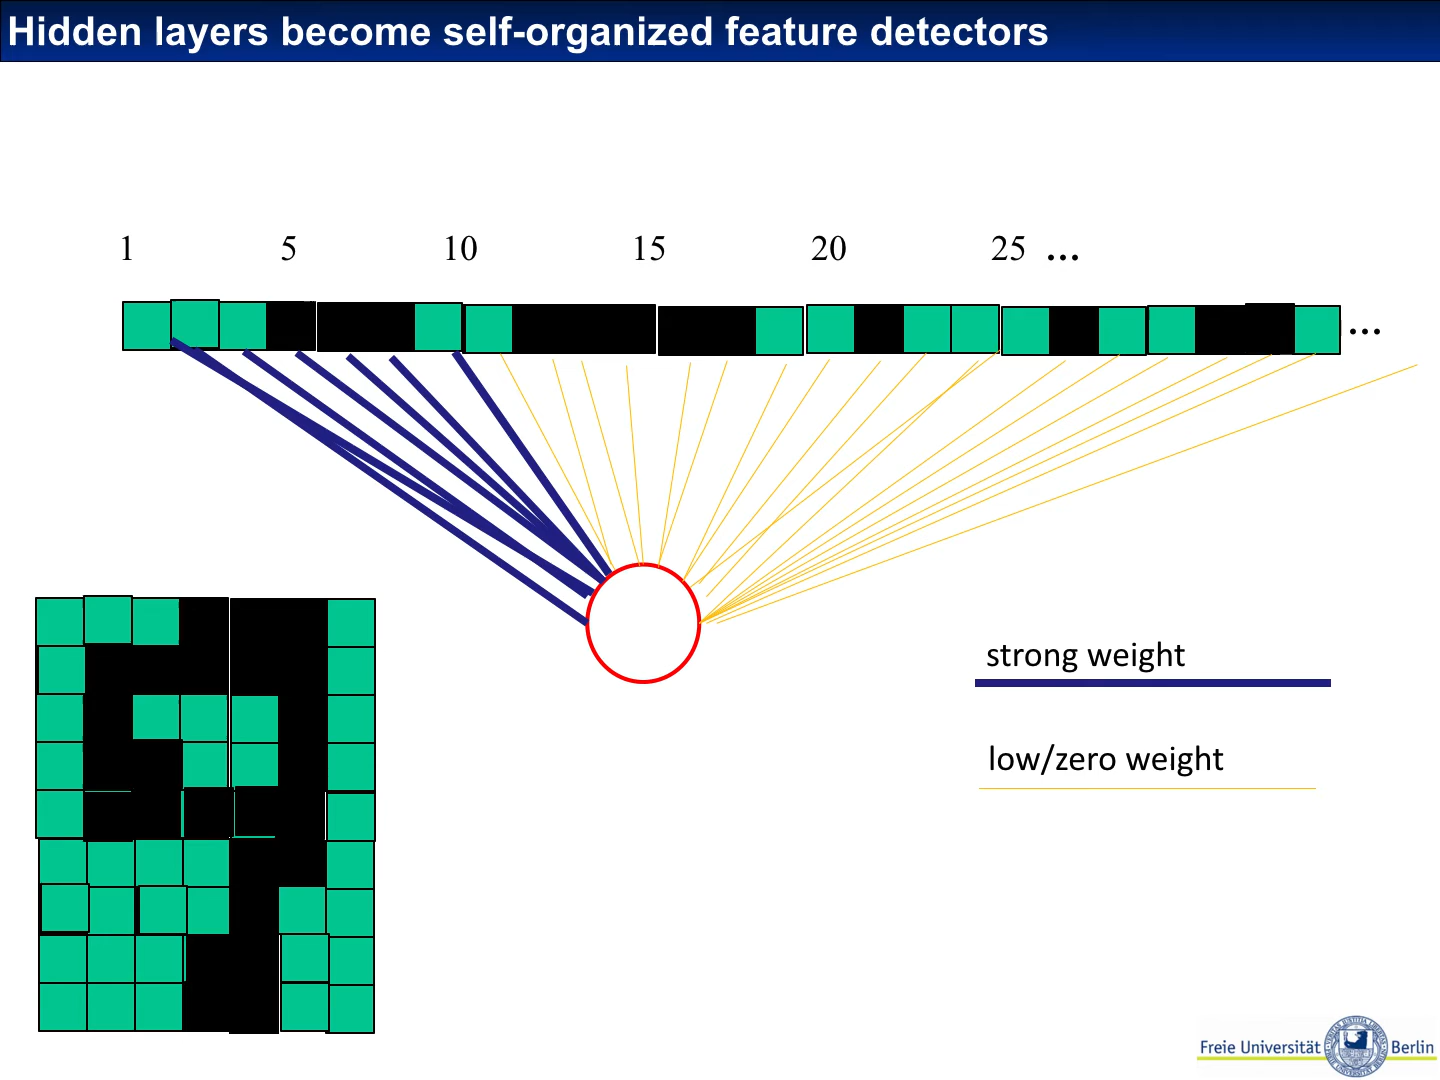 Hidden layers become self-organized feature detectors
1 5 10 15 20 25 ...
...
strong weight
low/zero weight
Freie Universität Berlin